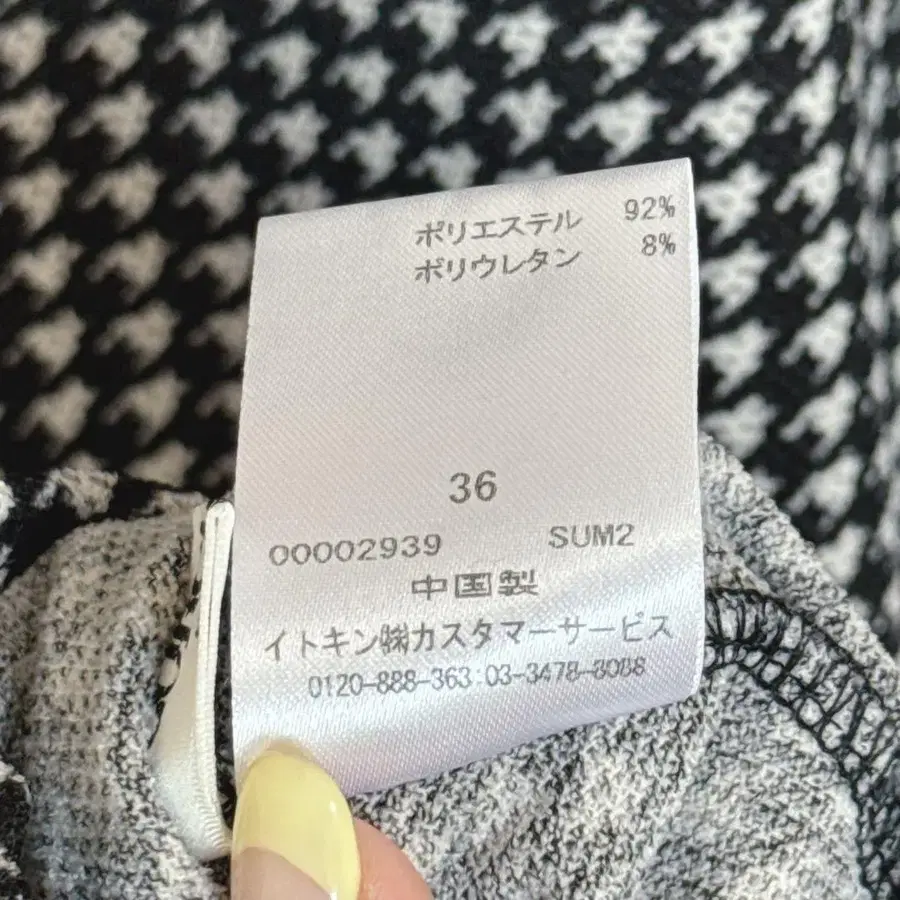 ポリエステル 92%
ポリウレタン 8%
36
00002939 SUM2
中国製
イトキン㈱カスタマーサービス
0120-888-363:03-3478-8088